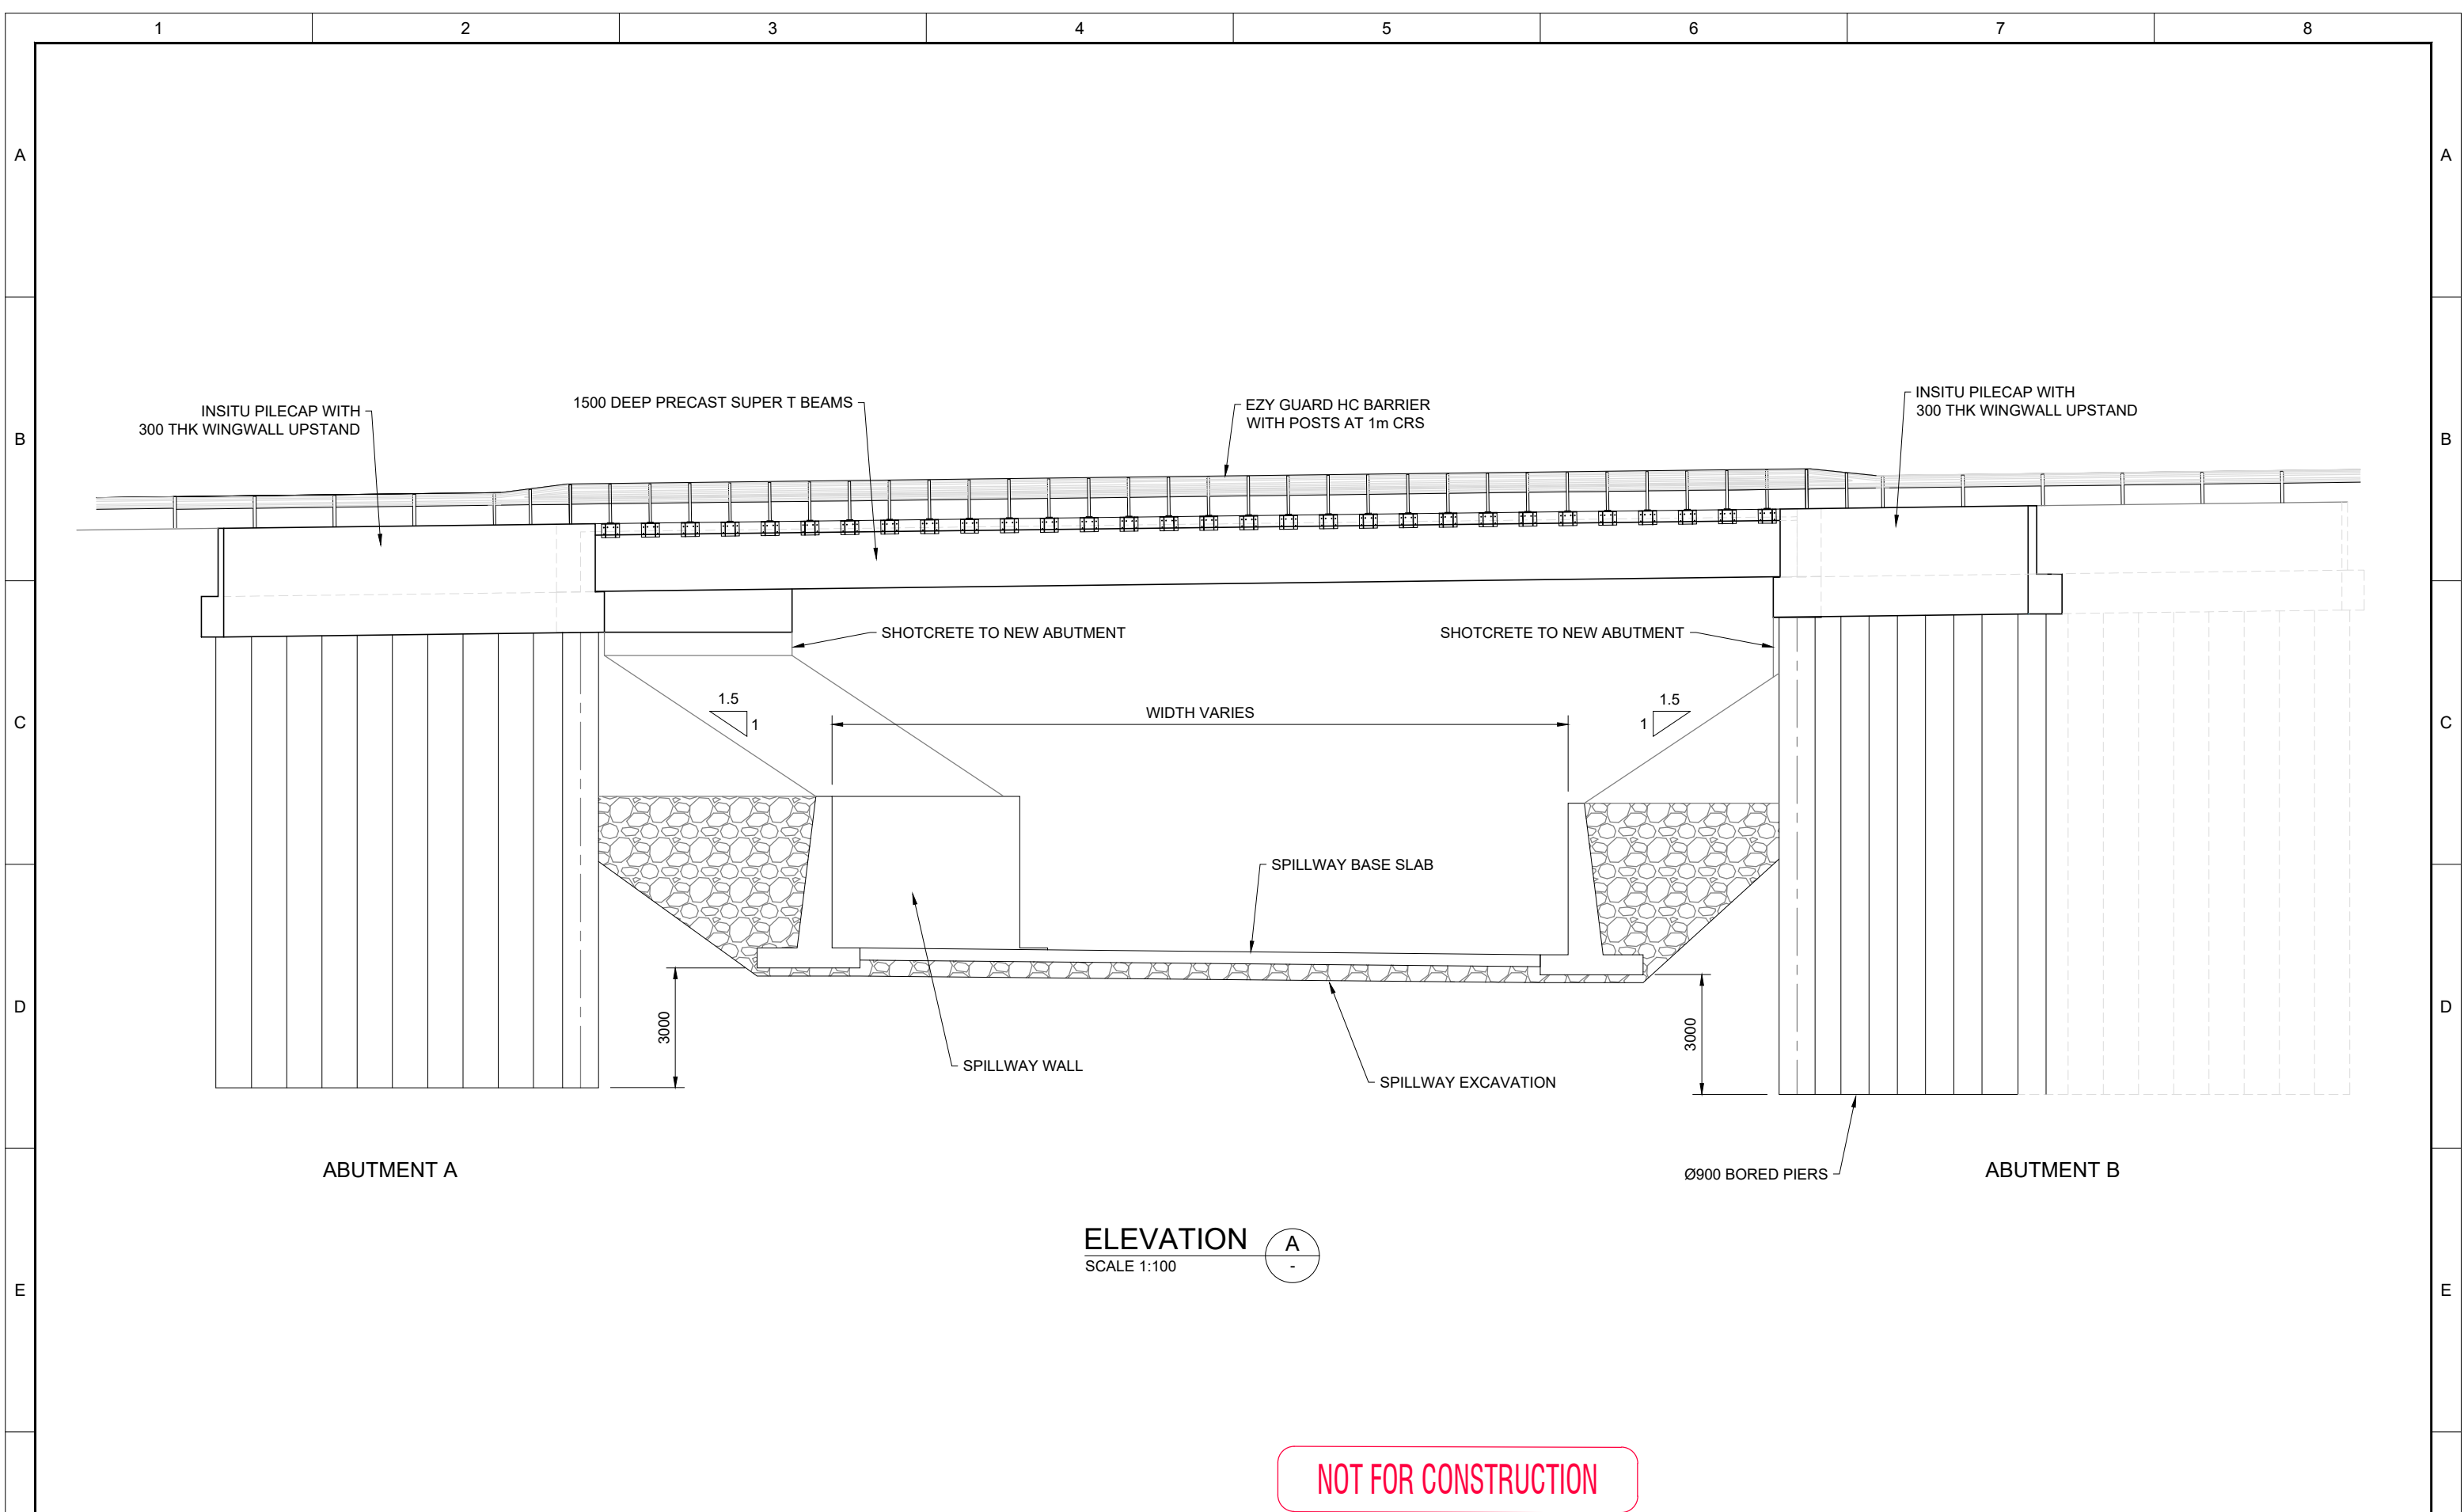 1 2 3 4 5 6 7 8
A A
INSITU PILECAP WITH
300 THK WINGWALL UPSTAND
1500 DEEP PRECAST SUPER T BEAMS
EZY GUARD HC BARRIER
WITH POSTS AT 1m CRS
INSITU PILECAP WITH
300 THK WINGWALL UPSTAND
B B
SHOTCRETE TO NEW ABUTMENT
SHOTCRETE TO NEW ABUTMENT
1.5
1
WIDTH VARIES
1.5
1
C C
SPILLWAY BASE SLAB
3000
3000
D D
SPILLWAY WALL
SPILLWAY EXCAVATION
ABUTMENT A
Ø900 BORED PIERS
ABUTMENT B
ELEVATION A
SCALE 1:100 -
E E
NOT FOR CONSTRUCTION